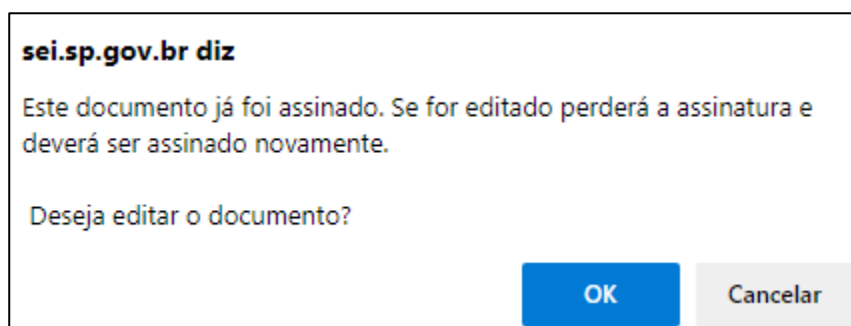 sei.sp.gov.br diz
Este documento já foi assinado. Se for editado perderá a assinatura e
deverá ser assinado novamente.
Deseja editar o documento?
OK
Cancelar